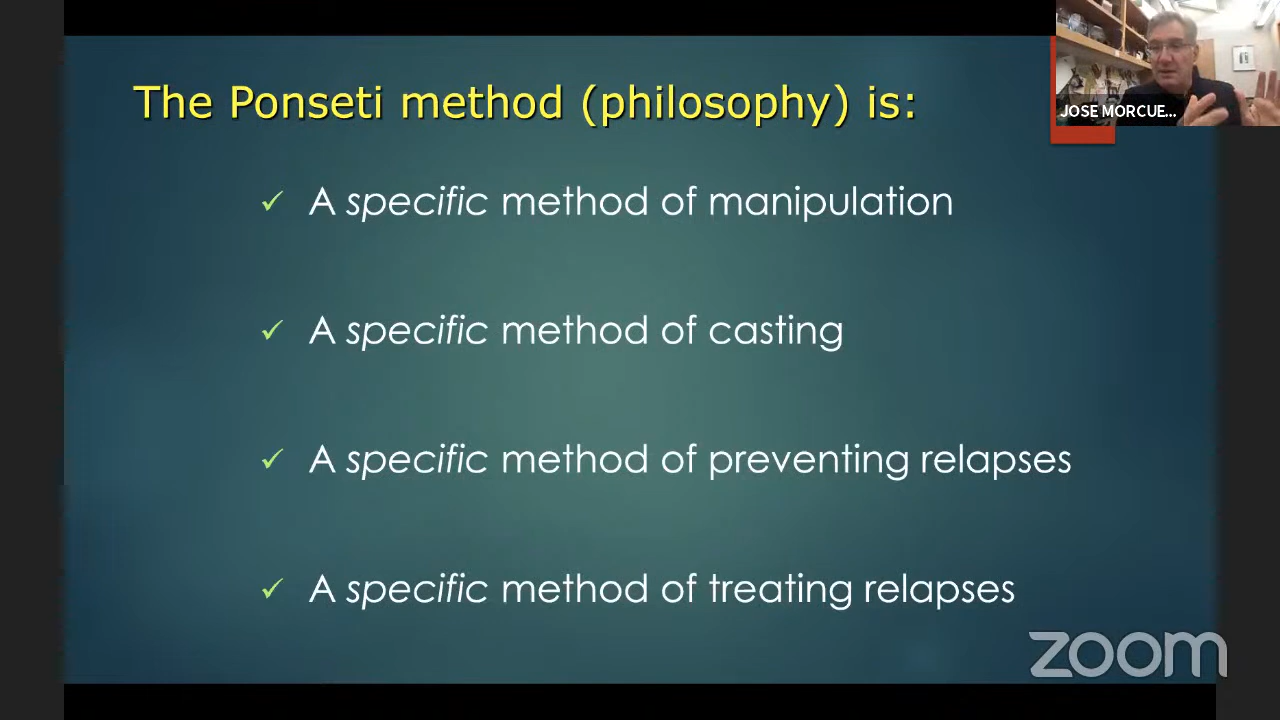 The Ponseti method (philosophy) is:
JOSE MORCUE...
✓ A specific method of manipulation
✓ A specific method of casting
✓ A specific method of preventing relapses
✓ A specific method of treating relapses
zoom